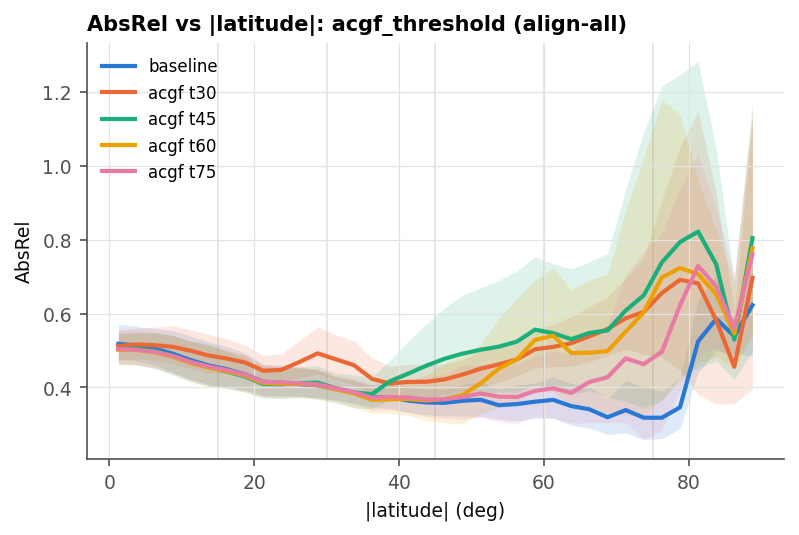 AbsRel vs |latitude|: acgf_threshold (align-all)
baseline
acgf t30
acgf t45
acgf t60
acgf t75
AbsRel
1.2
1.0
0.8
0.6
0.4
0 20 40 60 80
|latitude| (deg)